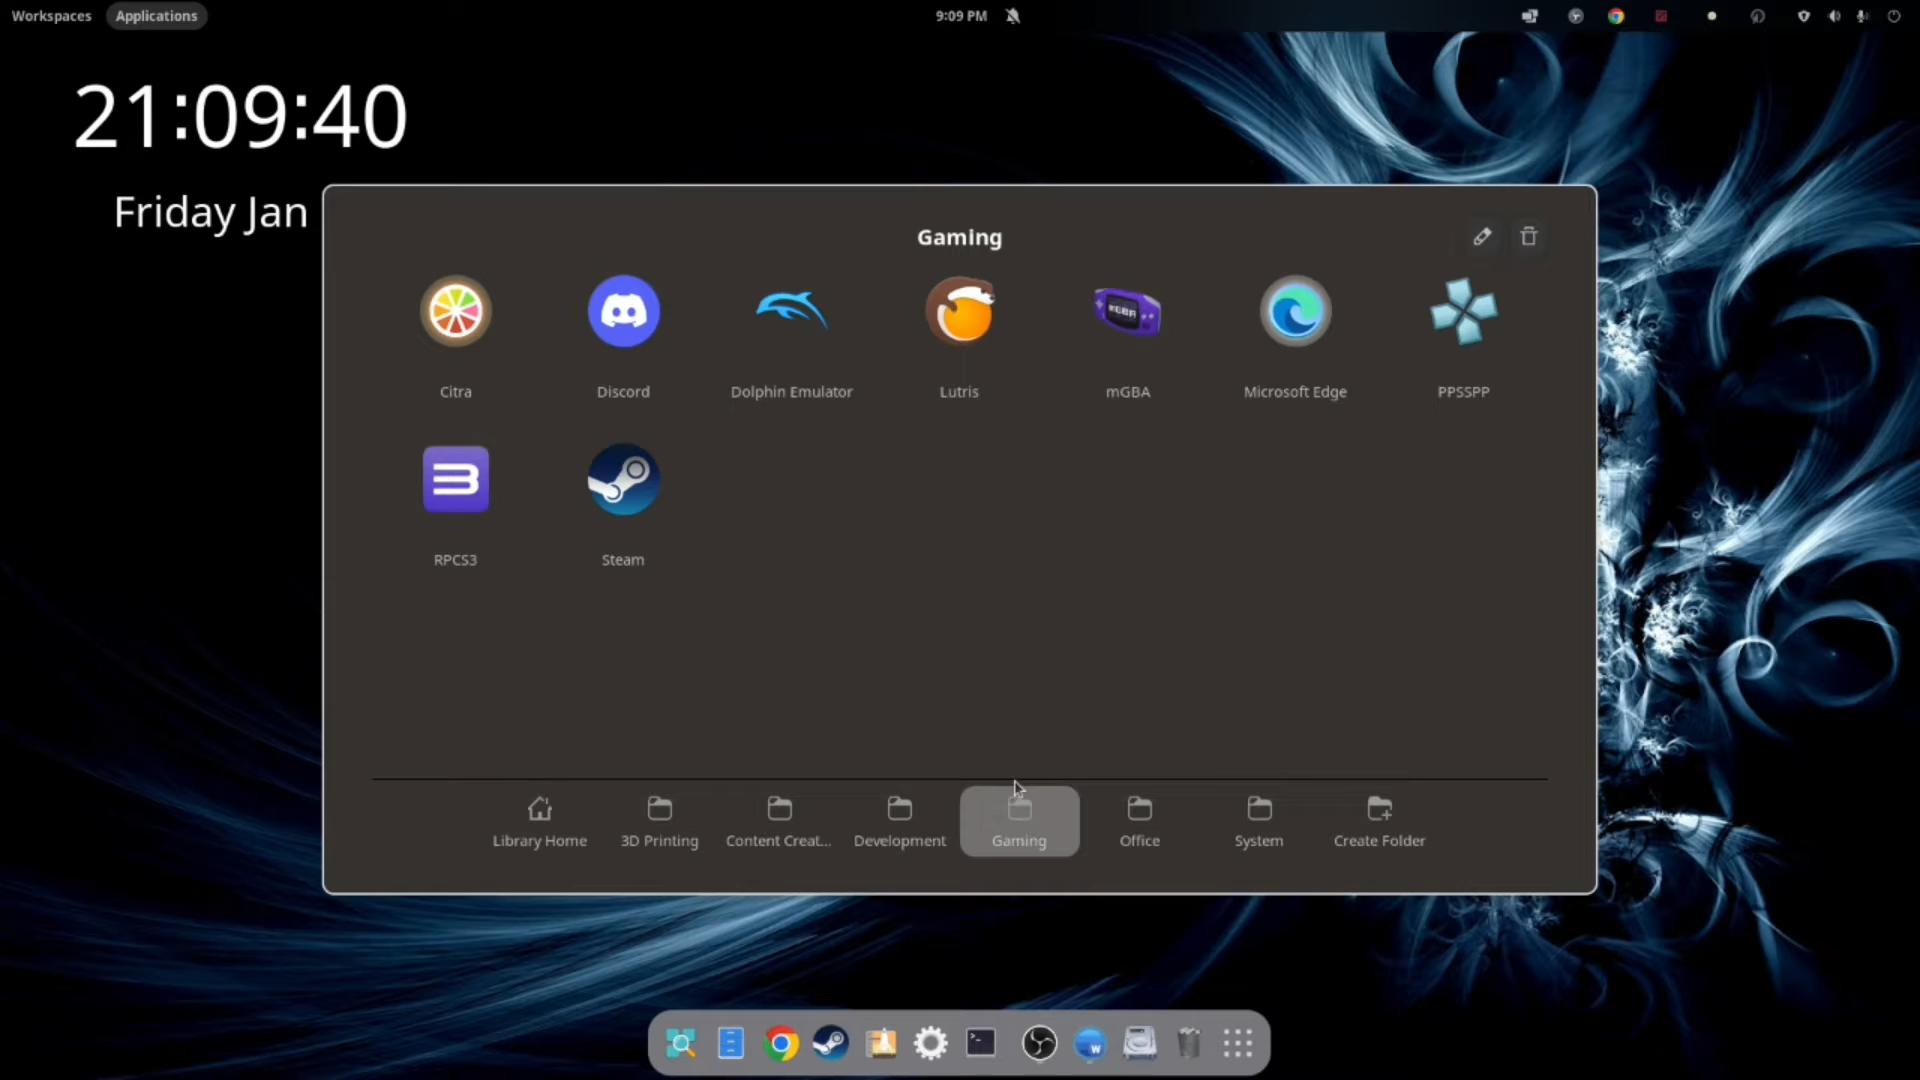 Workspaces Applications 9:09 PM
21:09:40
Friday Jan
Gaming
Citra Discord Dolphin Emulator Lutris mGBA Microsoft Edge PPSSPP
RPCS3 Steam
Library Home 3D Printing Content Creat... Development Gaming Office System Create Folder